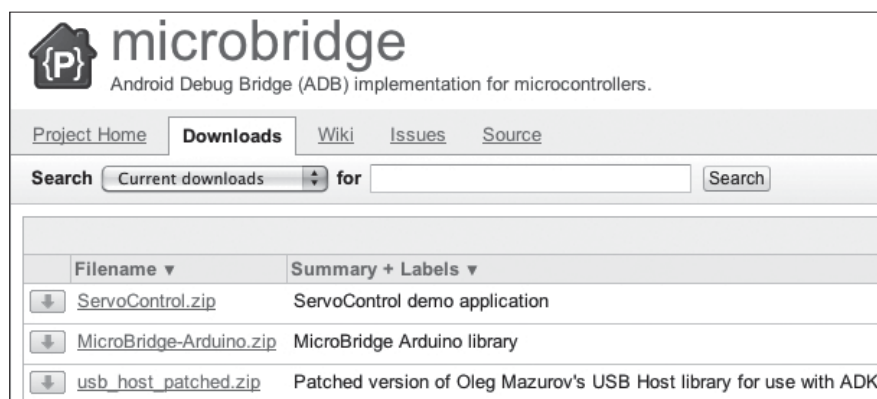 {P}
microbridge
Android Debug Bridge (ADB) implementation for microcontrollers.
Project Home Downloads Wiki Issues Source
Search Current downloads for Search
Filename ▼ Summary + Labels ▼
ServoControl.zip ServoControl demo application
MicroBridge-Arduino.zip MicroBridge Arduino library
usb_host_patched.zip Patched version of Oleg Mazurov's USB Host library for use with ADK